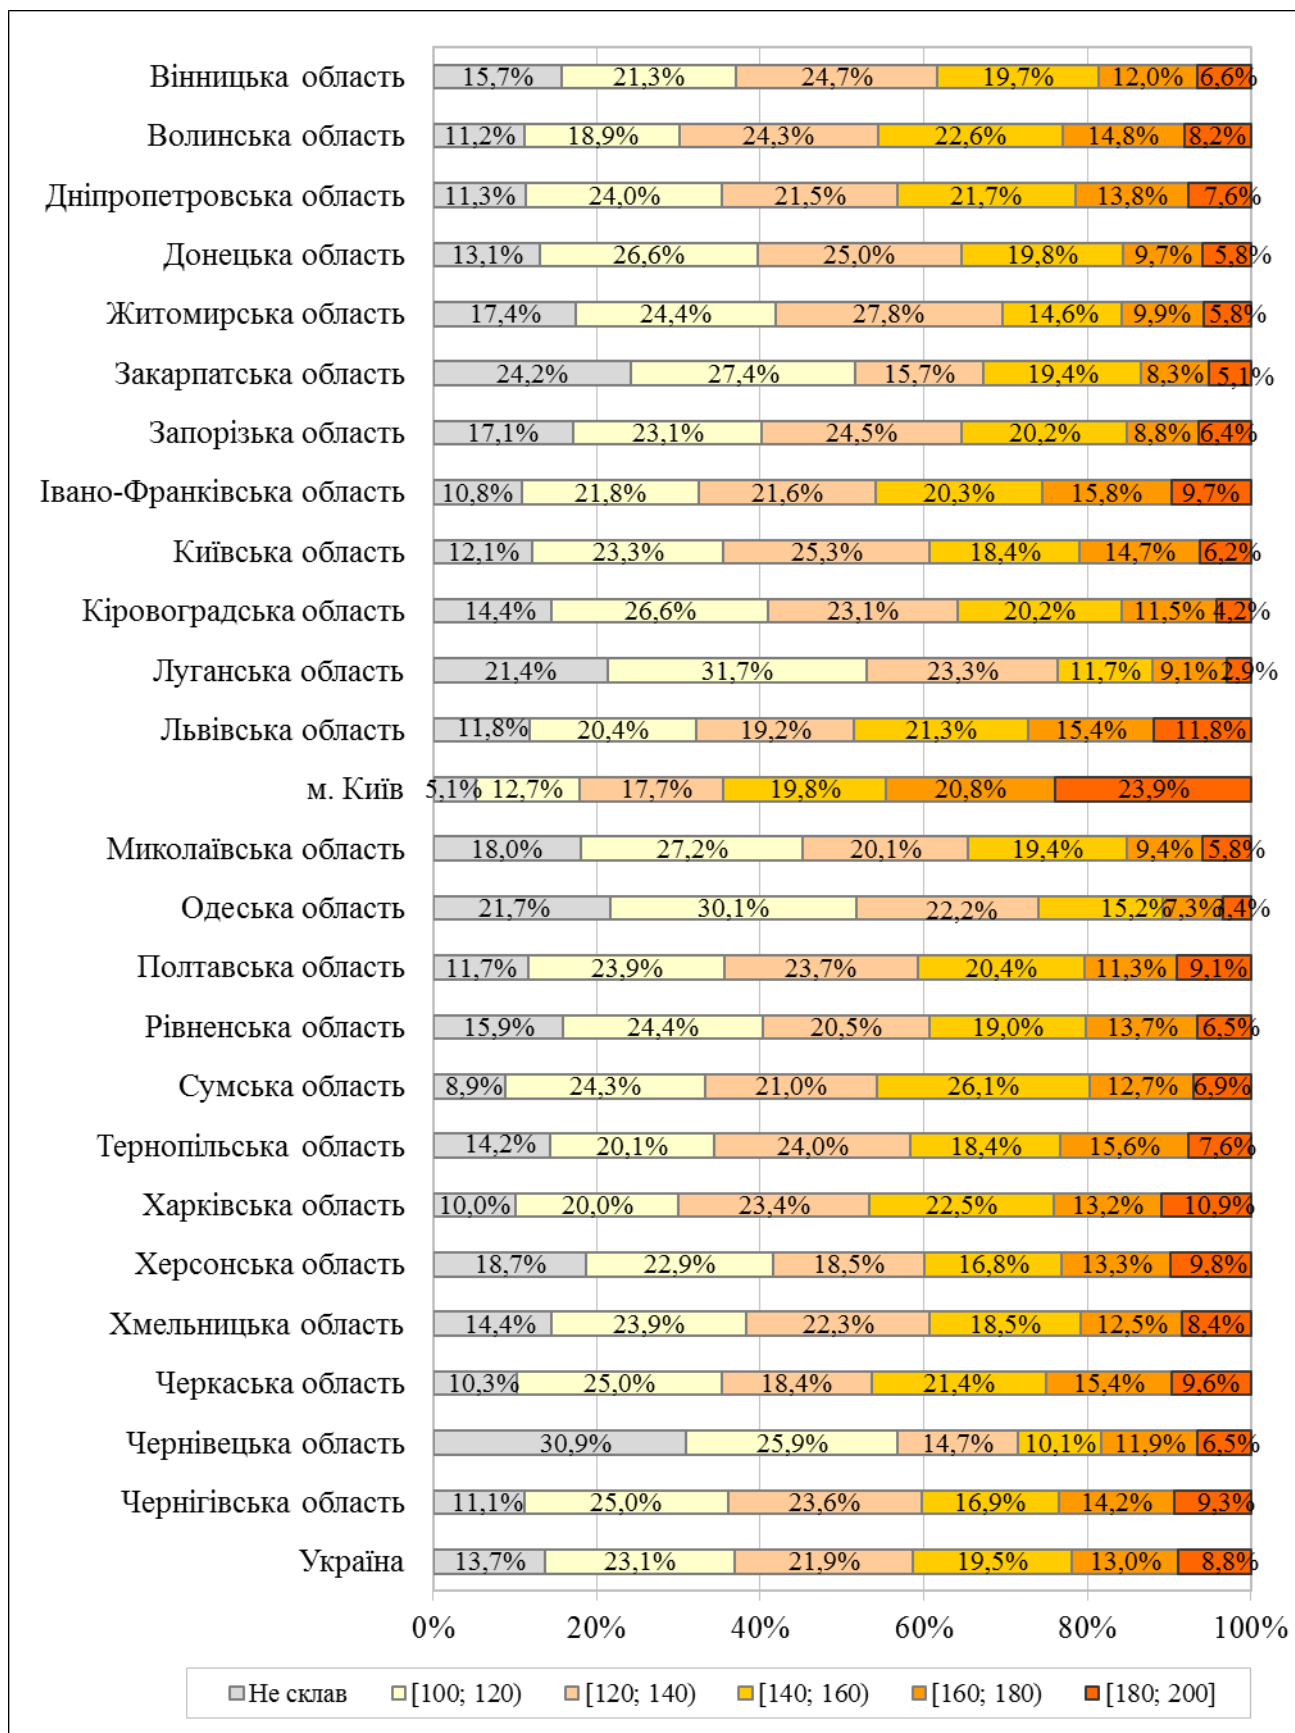 Вінницька область 15,7% 21,3% 24,7% 19,7% 12,0% 6,6%
Волинська область 11,2% 18,9% 24,3% 22,6% 14,8% 8,2%
Дніпропетровська область 11,3% 24,0% 21,5% 21,7% 13,8% 7,6%
Донецька область 13,1% 26,6% 25,0% 19,8% 9,7% 5,8%
Житомирська область 17,4% 24,4% 27,8% 14,6% 9,9% 5,8%
Закарпатська область 24,2% 27,4% 15,7% 19,4% 8,3% 5,1%
Запорізька область 17,1% 23,1% 24,5% 20,2% 8,8% 6,4%
Івано-Франківська область 10,8% 21,8% 21,6% 20,3% 15,8% 9,7%
Київська область 12,1% 23,3% 25,3% 18,4% 14,7% 6,2%
Кіровоградська область 14,4% 26,6% 23,1% 20,2% 11,5% 4,2%
Луганська область 21,4% 31,7% 23,3% 11,7% 9,1% 2,9%
Львівська область 11,8% 20,4% 19,2% 21,3% 15,4% 11,8%
м. Київ 5,1% 12,7% 17,7% 19,8% 20,8% 23,9%
Миколаївська область 18,0% 27,2% 20,1% 19,4% 9,4% 5,8%
Одеська область 21,7% 30,1% 22,2% 15,2% 7,3% 3,4%
Полтавська область 11,7% 23,9% 23,7% 20,4% 11,3% 9,1%
Рівненська область 15,9% 24,4% 20,5% 19,0% 13,7% 6,5%
Сумська область 8,9% 24,3% 21,0% 26,1% 12,7% 6,9%
Тернопільська область 14,2% 20,1% 24,0% 18,4% 15,6% 7,6%
Харківська область 10,0% 20,0% 23,4% 22,5% 13,2% 10,9%
Херсонська область 18,7% 22,9% 18,5% 16,8% 13,3% 9,8%
Хмельницька область 14,4% 23,9% 22,3% 18,5% 12,5% 8,4%
Черкаська область 10,3% 25,0% 18,4% 21,4% 15,4% 9,6%
Чернівецька область 30,9% 25,9% 14,7% 10,1% 11,9% 6,5%
Чернігівська область 11,1% 25,0% 23,6% 16,9% 14,2% 9,3%
Україна 13,7% 23,1% 21,9% 19,5% 13,0% 8,8%
0% 20% 40% 60% 80% 100%
Не склав [100; 120) [120; 140) [140; 160) [160; 180) [180; 200]